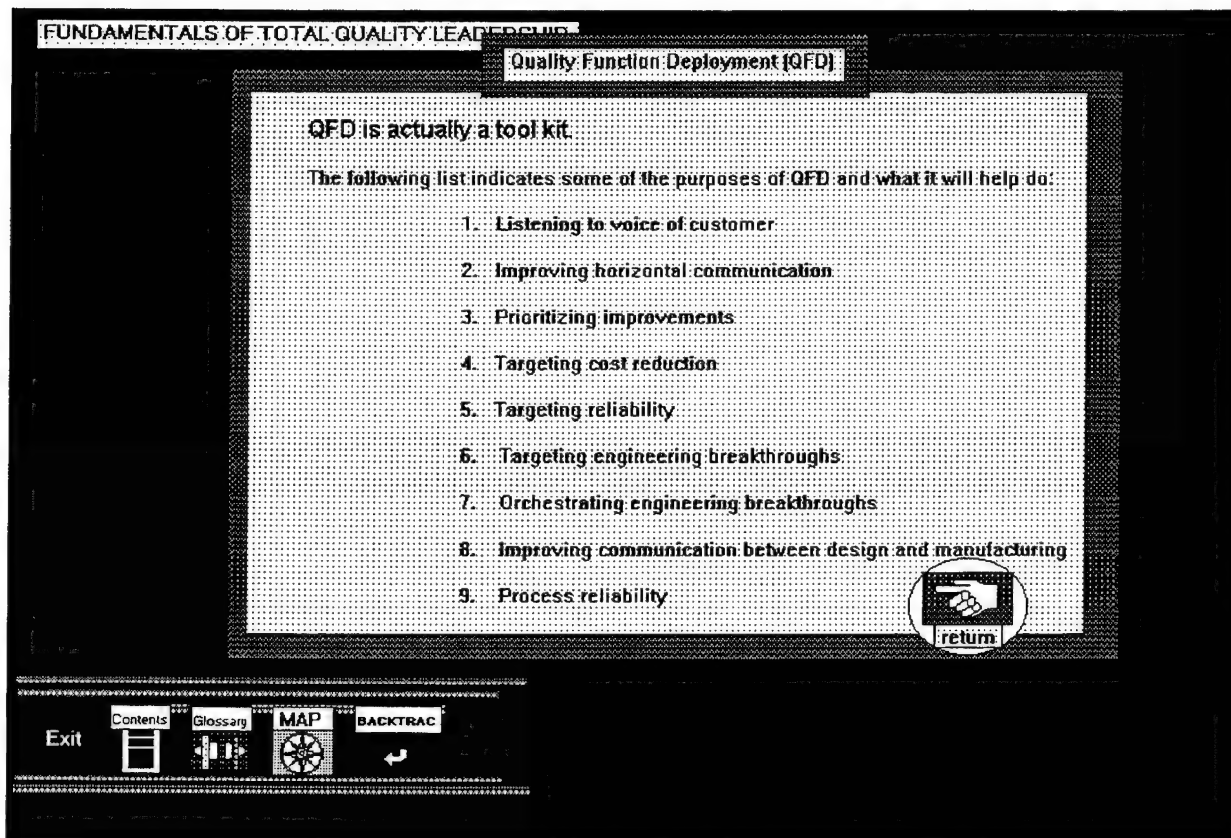 FUNDAMENTALS OF TOTAL QUALITY LEADERSHIP
Quality Function Deployment (QFD)
QFD is actually a tool kit.
The following list indicates some of the purposes of QFD and what it will help do:
1. Listening to voice of customer
2. Improving horizontal communication
3. Prioritizing improvements
4. Targeting cost reduction
5. Targeting reliability
6. Targeting engineering breakthroughs
7. Orchestrating engineering breakthroughs
8. Improving communication between design and manufacturing
9. Process reliability
return
Exit
Contents
Glossary
MAP
BACKTRAC